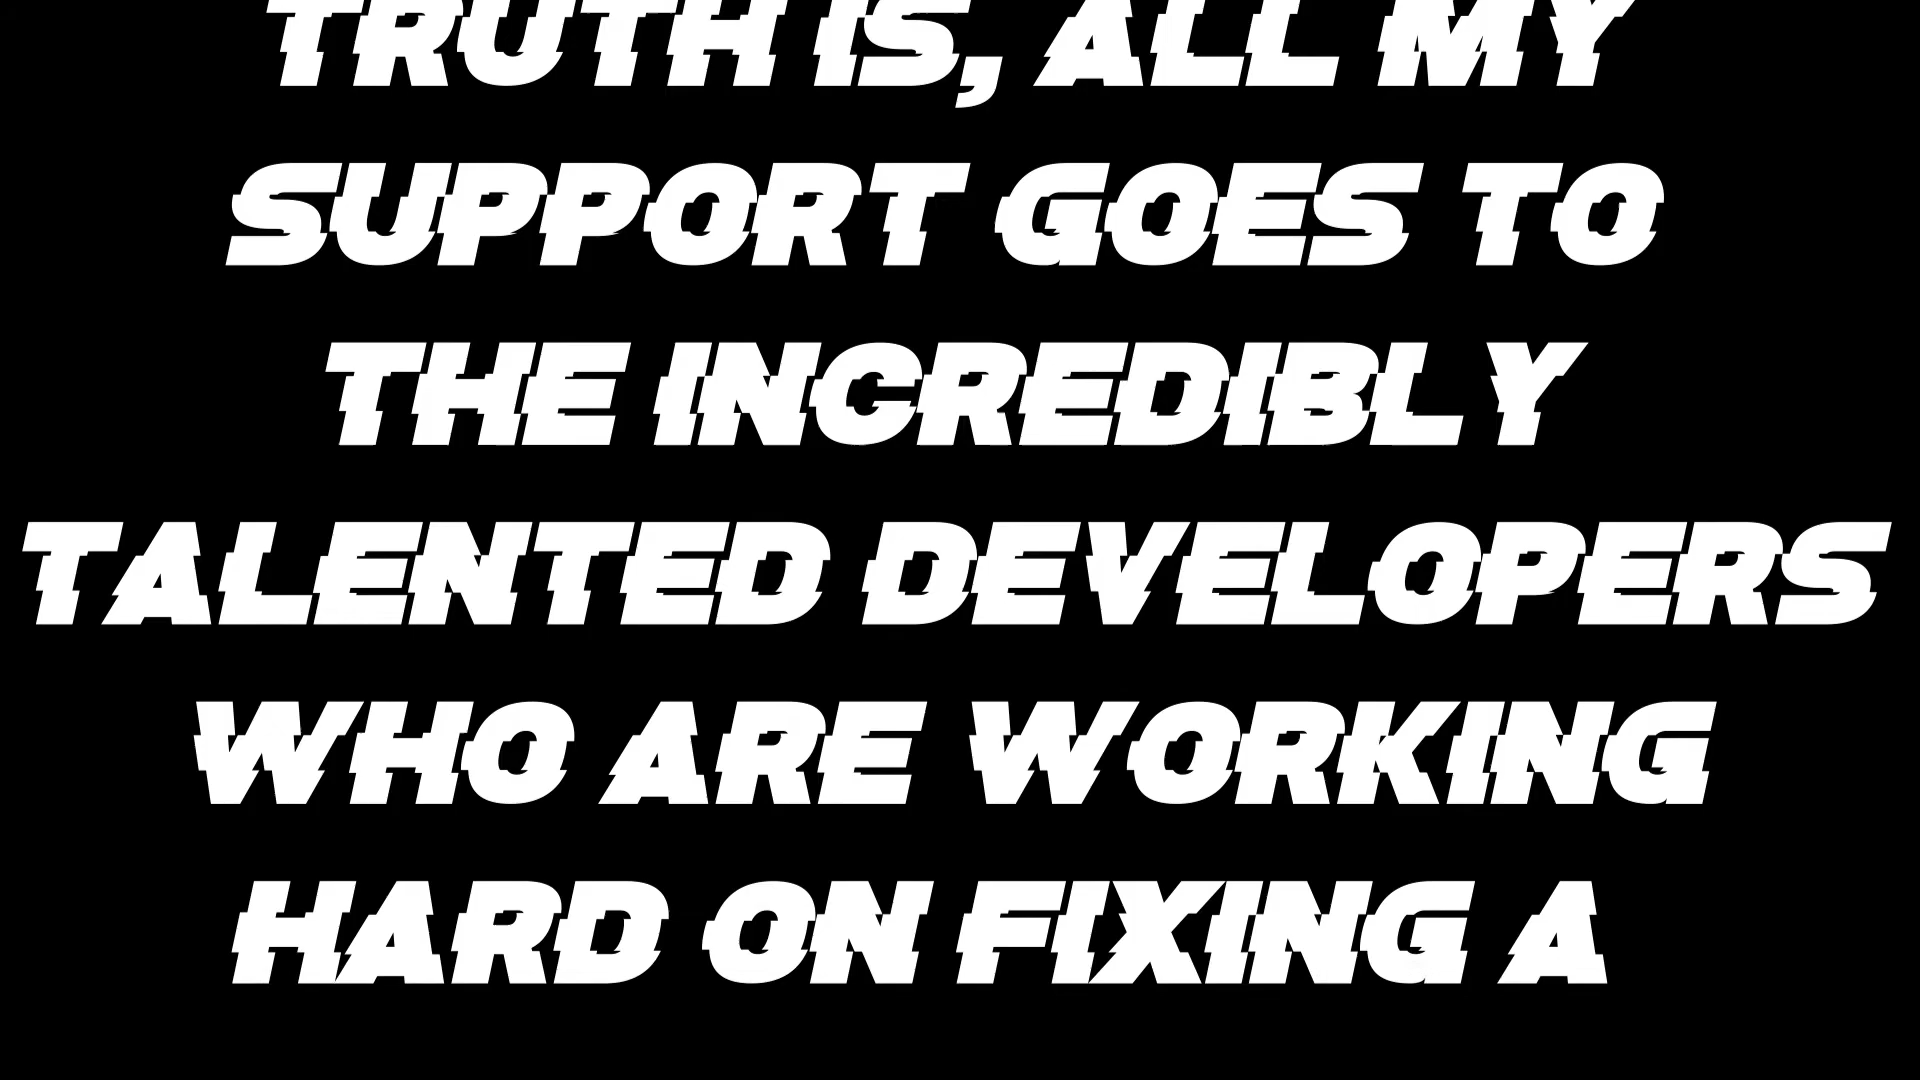 TRUTH IS, ALL MY
SUPPORT GOES TO
THE INCREDIBLY
TALENTED DEVELOPERS
WHO ARE WORKING
HARD ON FIXING A